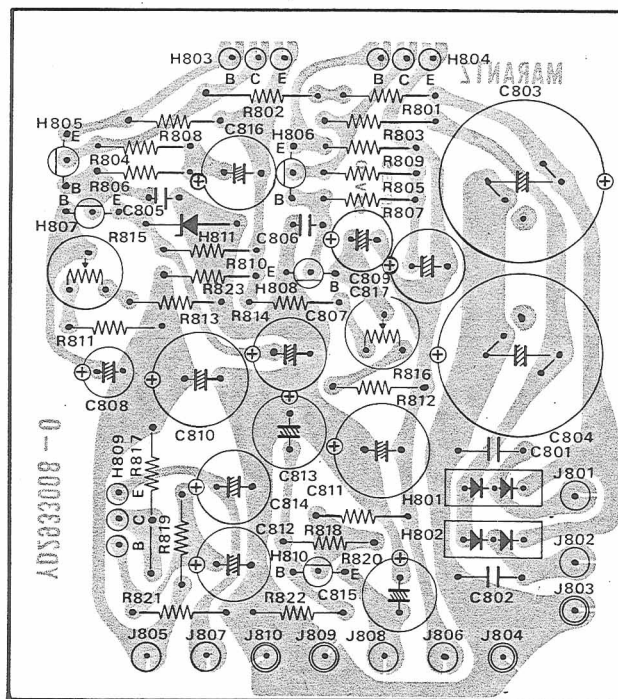 H803 H804
B C E B C E
MARANTZ
R802 R801 C803
H805 E R808 C816 H806 R803
R804 E R809
R806 B R805
B C805 B R807
H807 E
R815 H811 C806
R810 E C809
R823 H808 B C817
R813 R814 C807
R811 R816
R812
C808 C810 C804
C813 C801
H809 R817 C811 H801 J801
E C814
C R819 C812 R818 H802 J802
B H810 R820
B E C815 C802 J803
R821 R822
J805 J807 J810 J809 J808 J806 J804
YD2833008-0